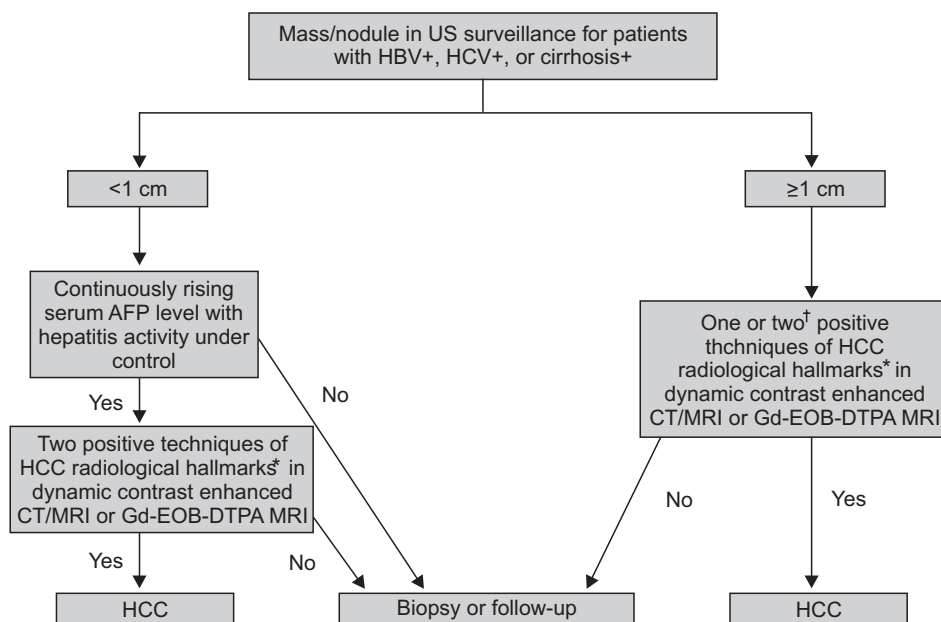 Mass/nodule in US surveillance for patients
with HBV+, HCV+, or cirrhosis+
<1 cm
≥1 cm
Continuously rising
serum AFP level with
hepatitis activity under
control
One or two† positive
thchniques of HCC
radiological hallmarks* in
dynamic contrast enhanced
CT/MRI or Gd-EOB-DTPA MRI
Yes
No
Two positive techniques of
HCC radiological hallmarks* in
dynamic contrast enhanced
CT/MRI or Gd-EOB-DTPA MRI
No
Yes
Yes
No
HCC
Biopsy or follow-up
HCC